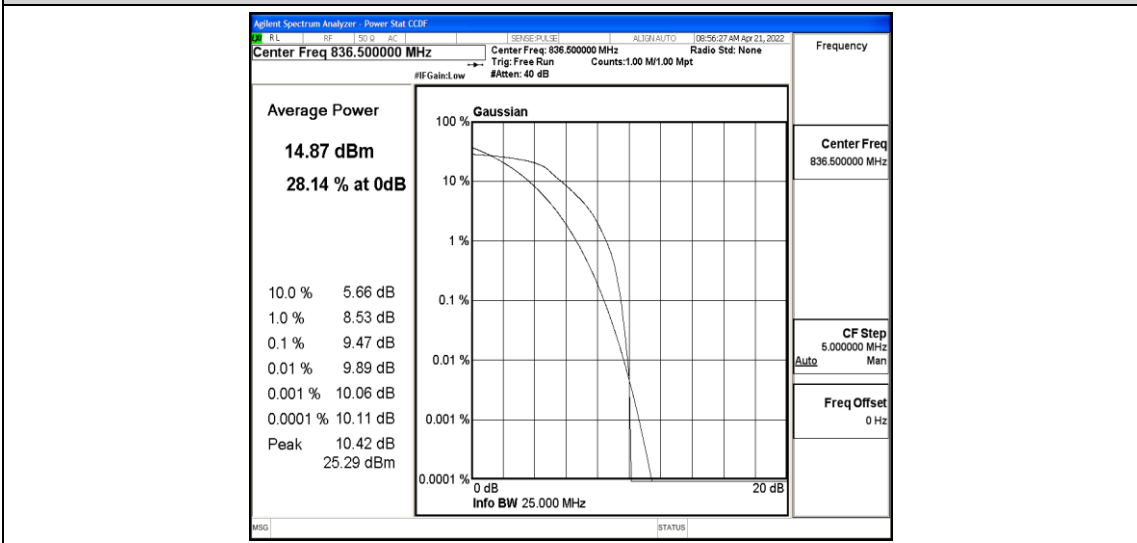 Agilent Spectrum Analyzer - Power Stat CCDF
LXI RL RF 50 Ω AC SENSE:PULSE ALIGN AUTO 08:56:27 AM Apr 21, 2022
Center Freq 836.500000 MHz
Center Freq: 836.500000 MHz Radio Std: None
Trig: Free Run Counts:1.00 M/1.00 Mpt
#IFGain:Low #Atten: 40 dB
Frequency
Average Power
14.87 dBm
28.14 % at 0dB
10.0 % 5.66 dB
1.0 % 8.53 dB
0.1 % 9.47 dB
0.01 % 9.89 dB
0.001 % 10.06 dB
0.0001 % 10.11 dB
Peak 10.42 dB
25.29 dBm
Gaussian
100 %
10 %
1 %
0.1 %
0.01 %
0.001 %
0.0001 %
0 dB 20 dB
Info BW 25.000 MHz
Center Freq
836.500000 MHz
CF Step
5.000000 MHz
Auto Man
Freq Offset
0 Hz
MSG STATUS